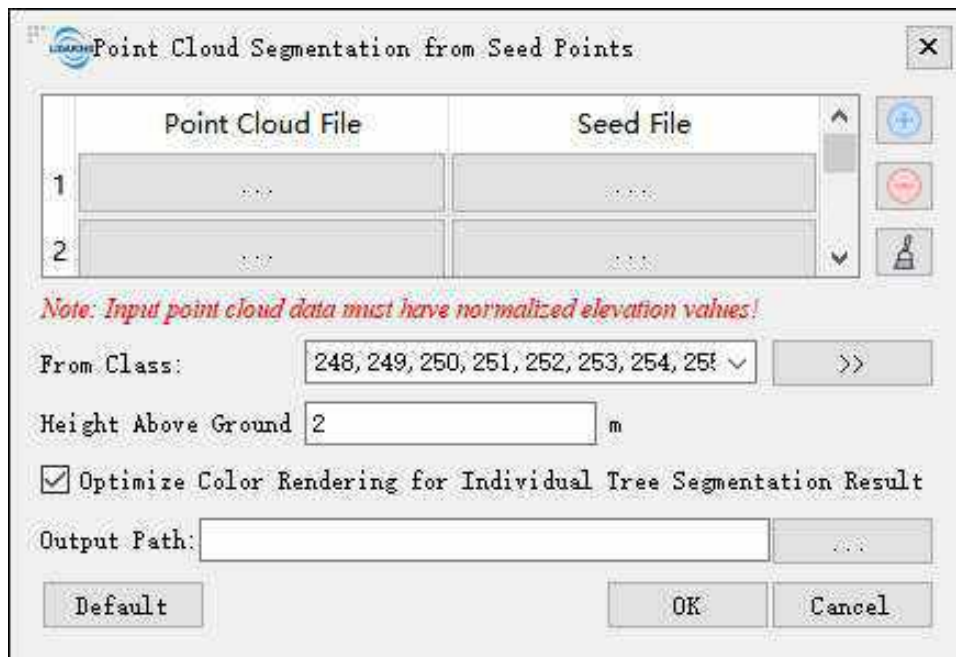 Point Cloud Segmentation from Seed Points
Point Cloud File Seed File
1 ... ...
2 ... ...
Note: Input point cloud data must have normalized elevation values!
From Class: 248, 249, 250, 251, 252, 253, 254, 255 >>
Height Above Ground 2 m
Optimize Color Rendering for Individual Tree Segmentation Result
Output Path: ...
Default OK Cancel